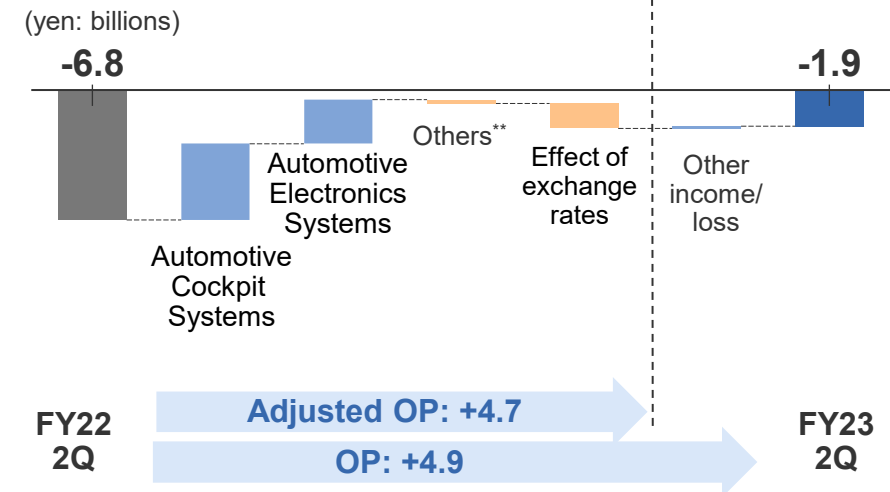 (yen: billions)
-6.8
-1.9
Automotive
Cockpit
Systems
Automotive
Electronics
Systems
Others**
Effect of
exchange
rates
Other
income/
loss
Adjusted OP: +4.7
OP: +4.9
FY22
2Q
FY23
2Q